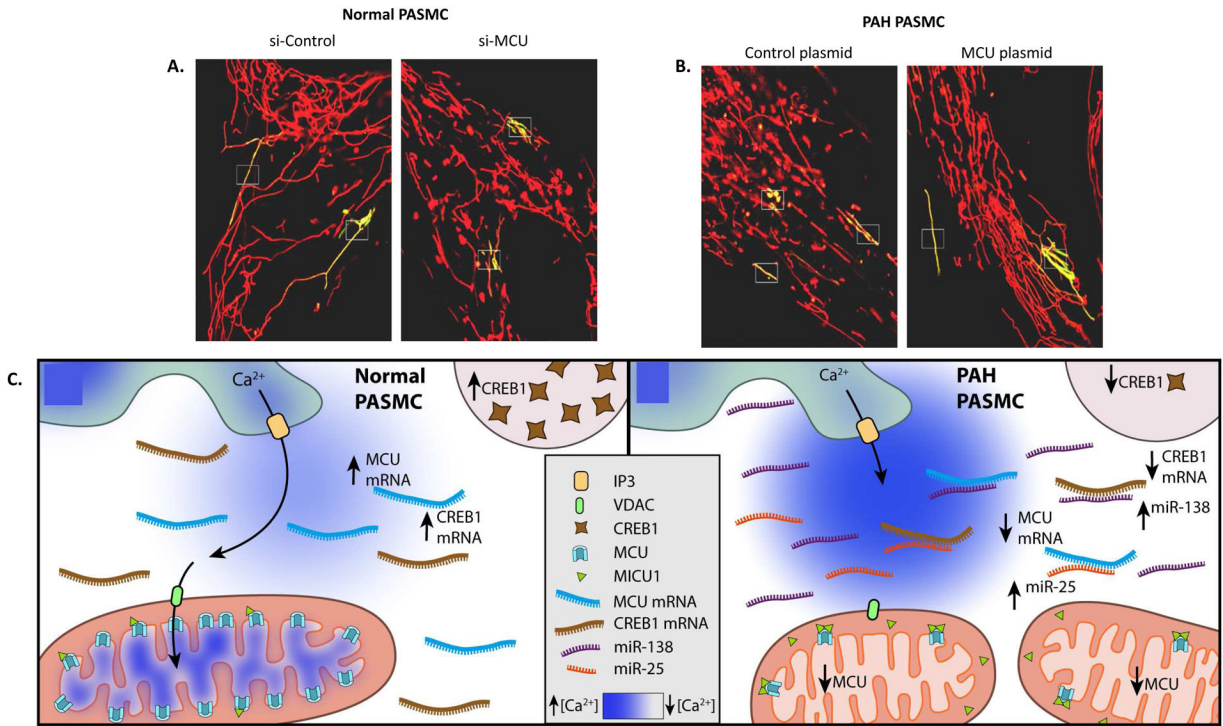 Normal PASMC
si-Control
si-MCU
A.
PAH PASMC
Control plasmid
MCU plasmid
B.
C.
Ca²⁺
Normal
PASMC
CREB1
MCU
mRNA
CREB1
mRNA
IP3
VDAC
CREB1
MCU
MICU1
MCU mRNA
CREB1 mRNA
miR-138
miR-25
[Ca²⁺]
[Ca²⁺]
Ca²⁺
PAH
PASMC
CREB1
CREB1
mRNA
miR-138
MCU
mRNA
miR-25
MCU
MCU